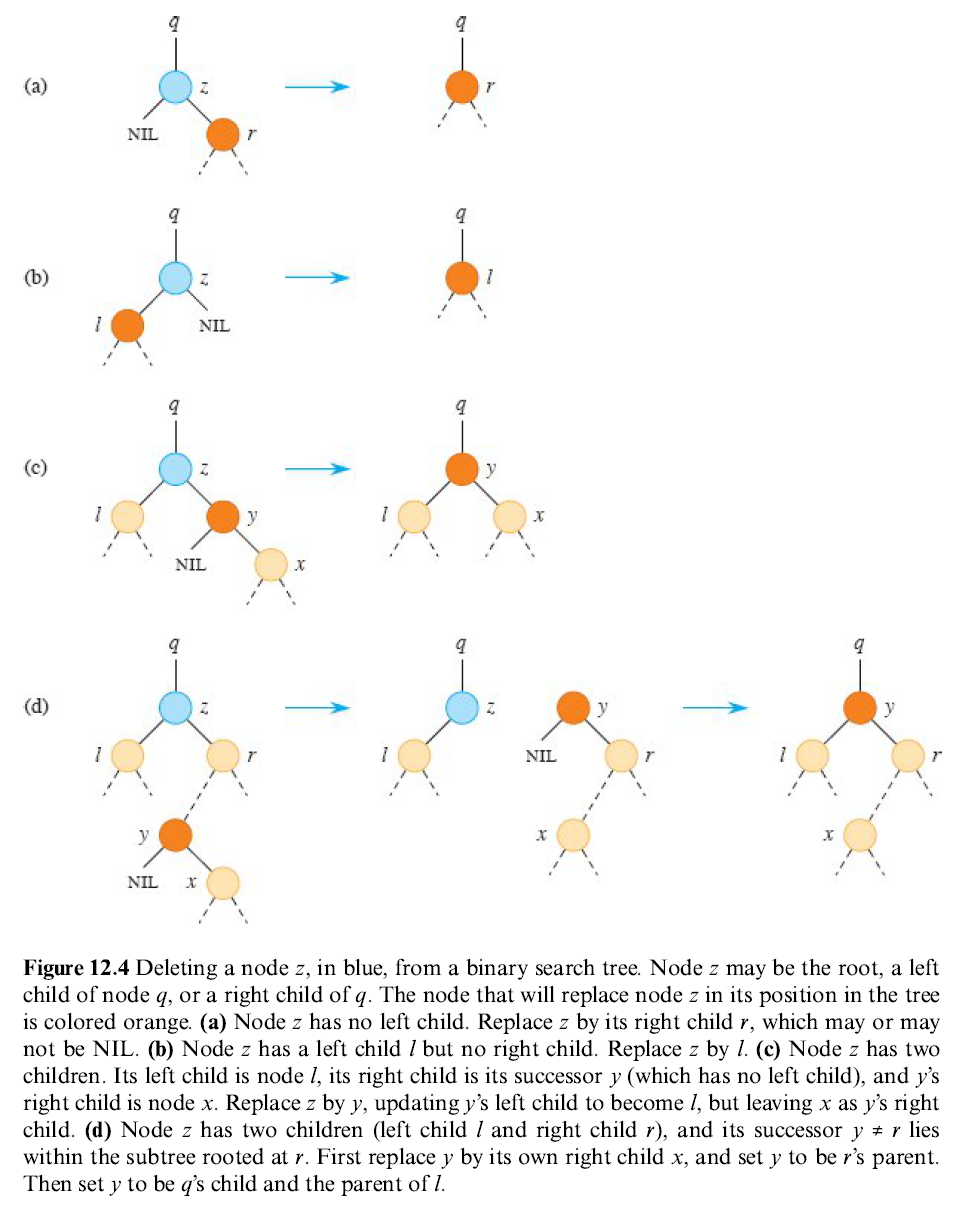 q
q
(a)
z
r
NIL
r
q
q
(b)
z
l
l
NIL
q
q
(c)
z
y
l
y
l
x
NIL
x
q
q
q
(d)
z
z
y
y
l
r
l
NIL
r
l
r
y
x
x
NIL
x
Figure 12.4 Deleting a node z, in blue, from a binary search tree. Node z may be the root, a left
child of node q, or a right child of q. The node that will replace node z in its position in the tree
is colored orange. (a) Node z has no left child. Replace z by its right child r, which may or may
not be NIL. (b) Node z has a left child l but no right child. Replace z by l. (c) Node z has two
children. Its left child is node l, its right child is its successor y (which has no left child), and y’s
right child is node x. Replace z by y, updating y’s left child to become l, but leaving x as y’s right
child. (d) Node z has two children (left child l and right child r), and its successor y ≠ r lies
within the subtree rooted at r. First replace y by its own right child x, and set y to be r’s parent.
Then set y to be q’s child and the parent of l.